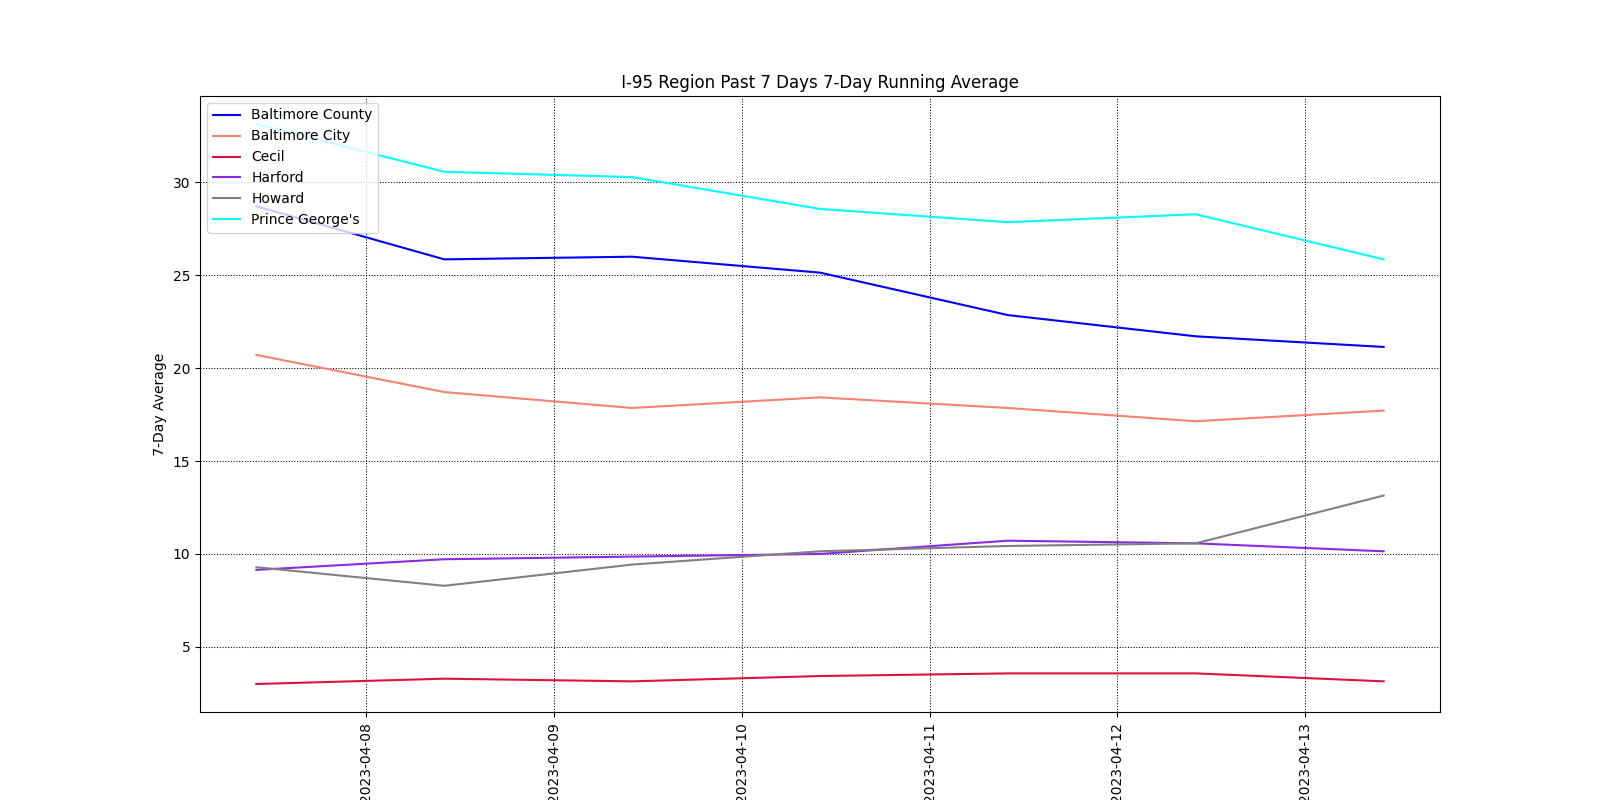 I-95 Region Past 7 Days 7-Day Running Average
Baltimore County
Baltimore City
Cecil
Harford
Howard
Prince George's
30
25
20
15
10
5
7-Day Average
2023-04-08
2023-04-09
2023-04-10
2023-04-11
2023-04-12
2023-04-13